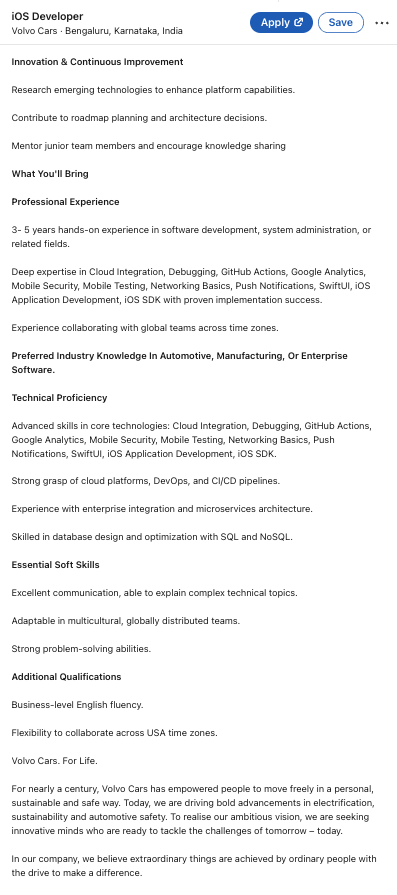 iOS Developer
Volvo Cars · Bengaluru, Karnataka, India
Apply
Save
Innovation & Continuous Improvement
Research emerging technologies to enhance platform capabilities.
Contribute to roadmap planning and architecture decisions.
Mentor junior team members and encourage knowledge sharing
What You'll Bring
Professional Experience
3- 5 years hands-on experience in software development, system administration, or
related fields.
Deep expertise in Cloud Integration, Debugging, GitHub Actions, Google Analytics,
Mobile Security, Mobile Testing, Networking Basics, Push Notifications, SwiftUI, iOS
Application Development, iOS SDK with proven implementation success.
Experience collaborating with global teams across time zones.
Preferred Industry Knowledge In Automotive, Manufacturing, Or Enterprise
Software.
Technical Proficiency
Advanced skills in core technologies: Cloud Integration, Debugging, GitHub Actions,
Google Analytics, Mobile Security, Mobile Testing, Networking Basics, Push
Notifications, SwiftUI, iOS Application Development, iOS SDK.
Strong grasp of cloud platforms, DevOps, and CI/CD pipelines.
Experience with enterprise integration and microservices architecture.
Skilled in database design and optimization with SQL and NoSQL.
Essential Soft Skills
Excellent communication, able to explain complex technical topics.
Adaptable in multicultural, globally distributed teams.
Strong problem-solving abilities.
Additional Qualifications
Business-level English fluency.
Flexibility to collaborate across USA time zones.
Volvo Cars. For Life.
For nearly a century, Volvo Cars has empowered people to move freely in a personal,
sustainable and safe way. Today, we are driving bold advancements in electrification,
sustainability and automotive safety. To realise our ambitious vision, we are seeking
innovative minds who are ready to tackle the challenges of tomorrow – today.
In our company, we believe extraordinary things are achieved by ordinary people with
the drive to make a difference.